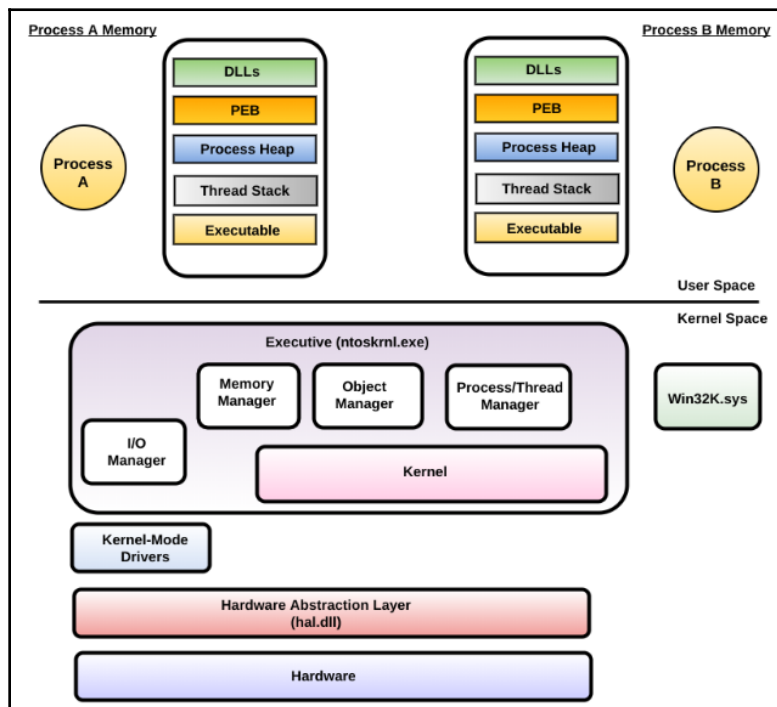 Process A Memory
Process B Memory
DLLs
PEB
Process Heap
Thread Stack
Executable
Process
A
DLLs
PEB
Process Heap
Thread Stack
Executable
Process
B
User Space
Kernel Space
Executive (ntoskrnl.exe)
Memory
Manager
Object
Manager
Process/Thread
Manager
Win32K.sys
I/O
Manager
Kernel
Kernel-Mode
Drivers
Hardware Abstraction Layer
(hal.dll)
Hardware